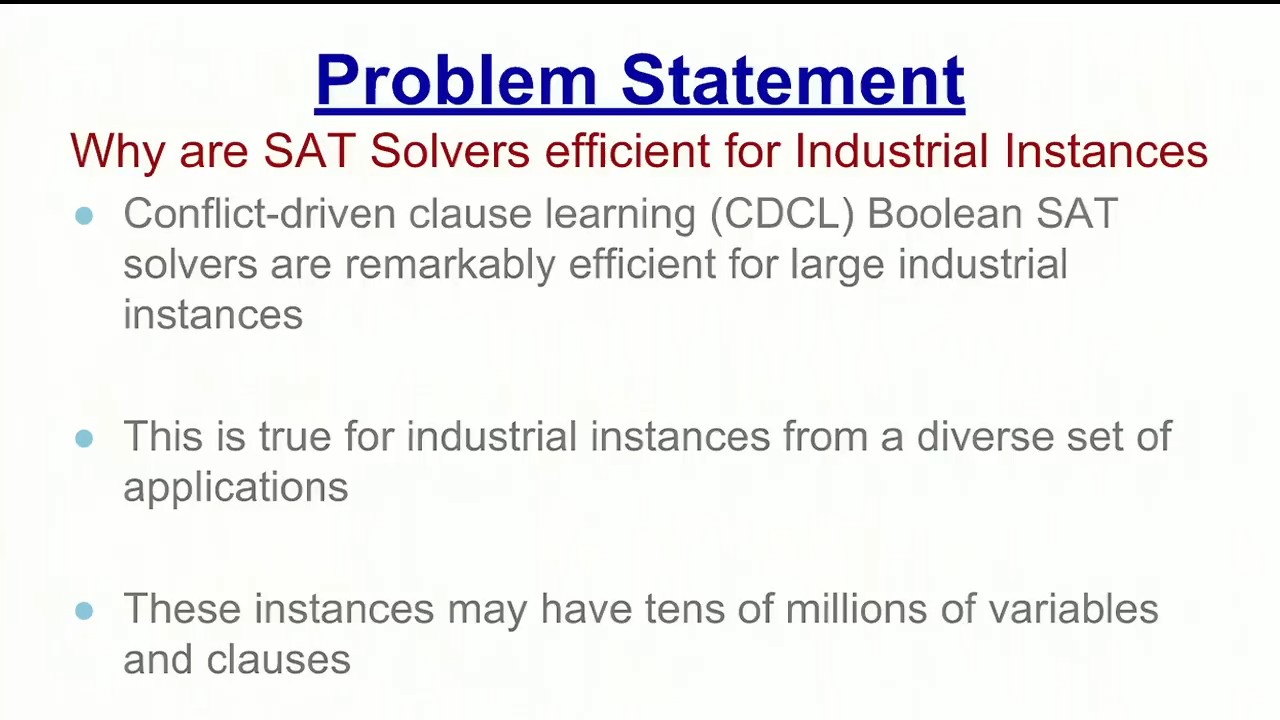 Problem Statement
Why are SAT Solvers efficient for Industrial Instances
● Conflict-driven clause learning (CDCL) Boolean SAT
solvers are remarkably efficient for large industrial
instances
● This is true for industrial instances from a diverse set of
applications
● These instances may have tens of millions of variables
and clauses